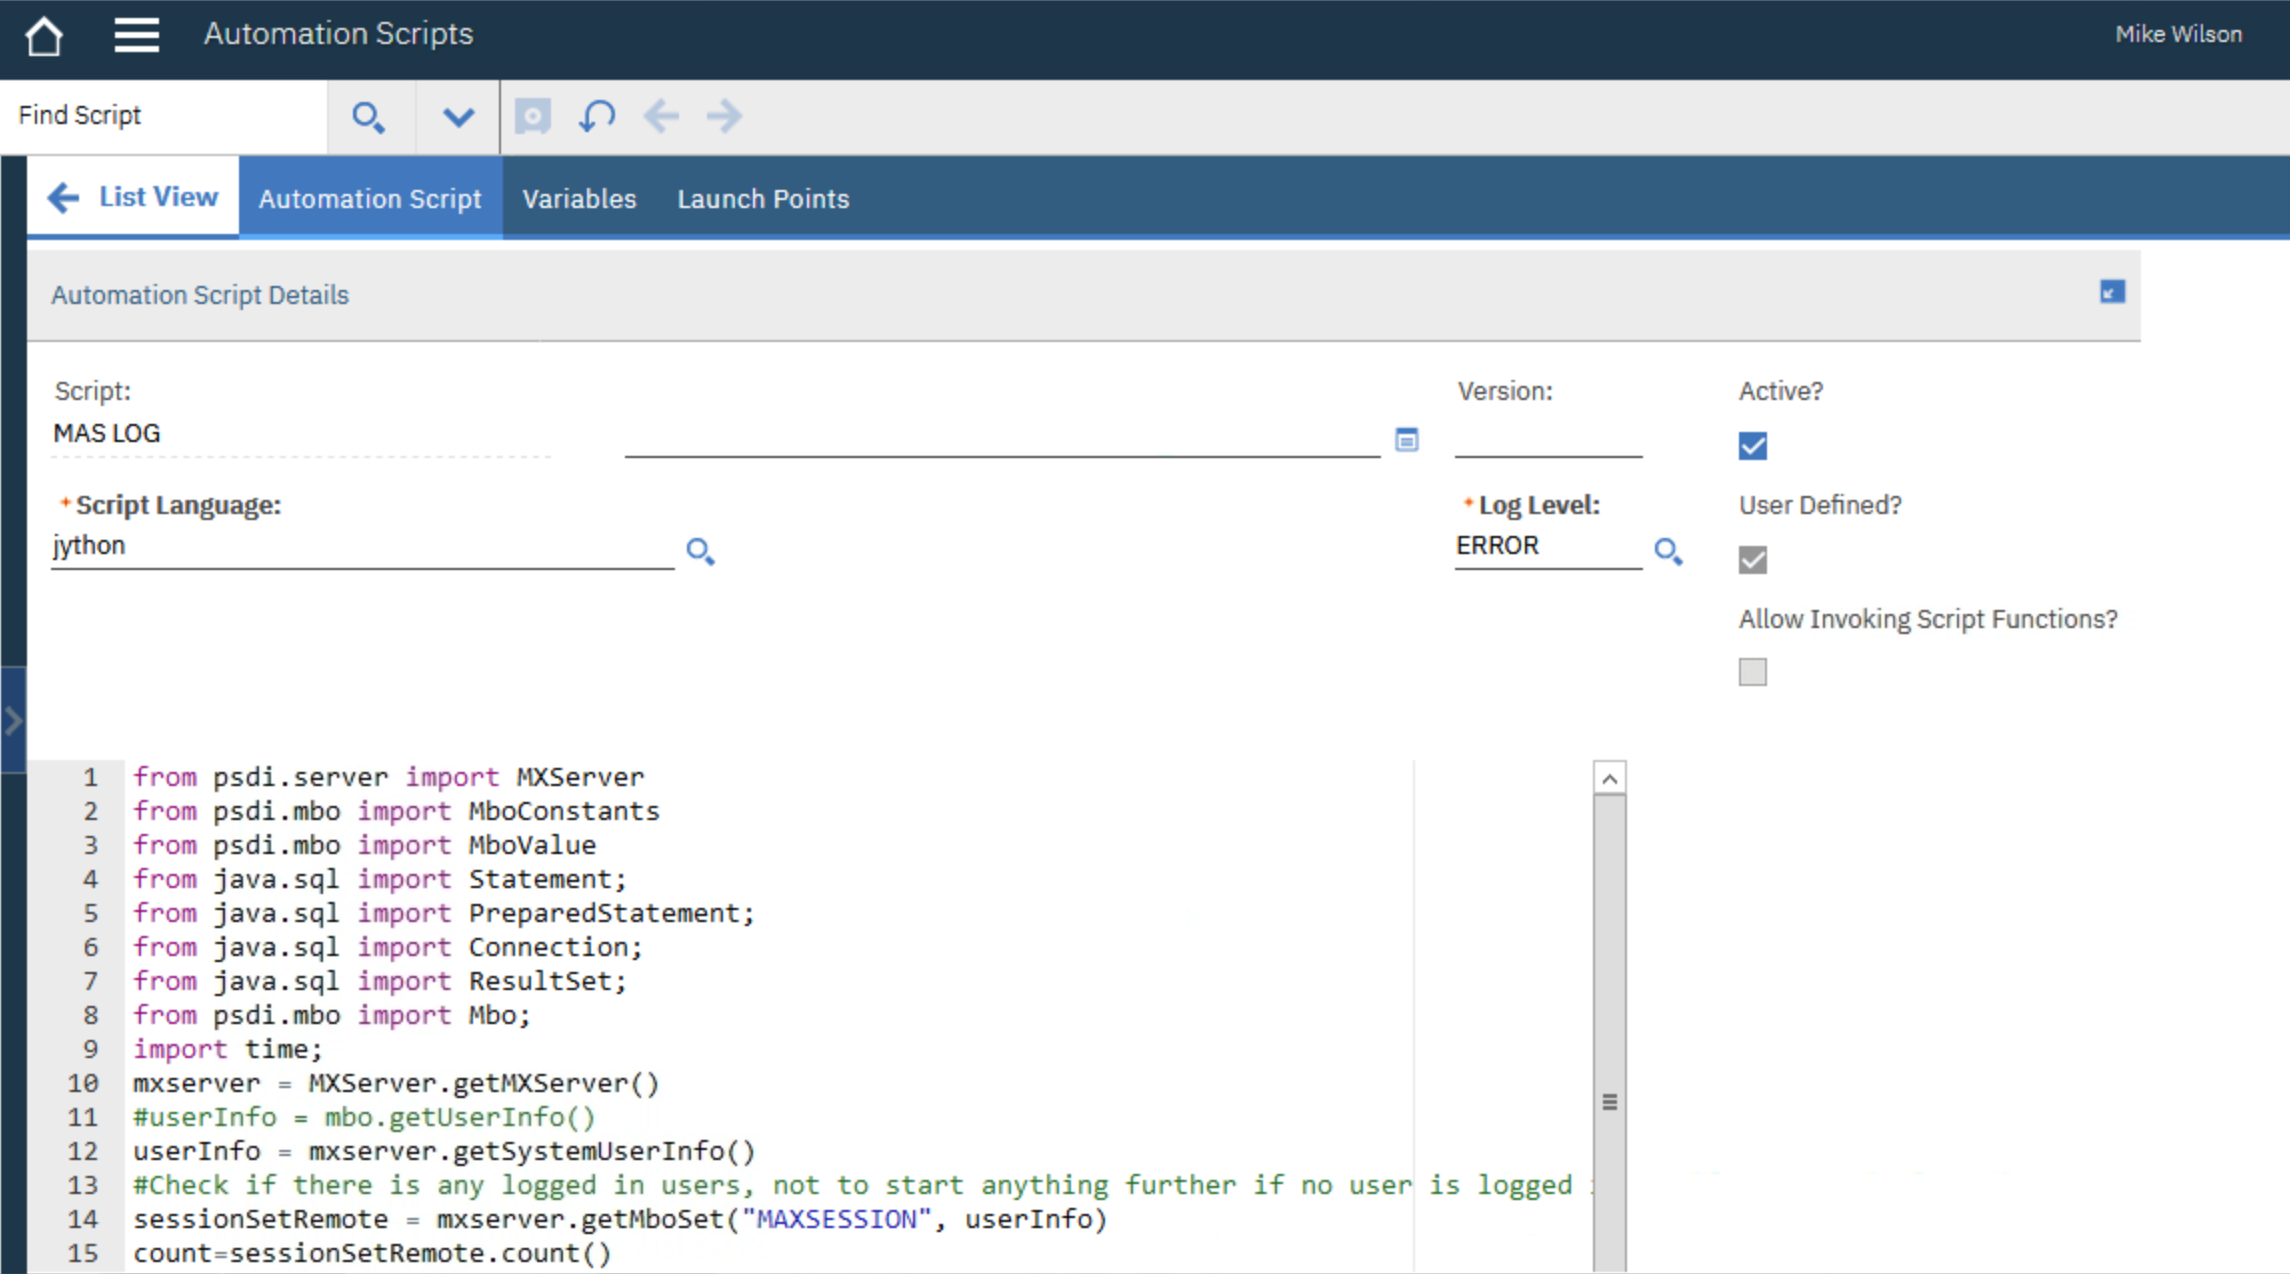 Automation Scripts
Mike Wilson
Find Script
List View Automation Script Variables Launch Points
Automation Script Details
Script: Version: Active?
MAS LOG
Script Language: Log Level: User Defined?
jython ERROR
Allow Invoking Script Functions?
1 from psdi.server import MXServer
2 from psdi.mbo import MboConstants
3 from psdi.mbo import MboValue
4 from java.sql import Statement;
5 from java.sql import PreparedStatement;
6 from java.sql import Connection;
7 from java.sql import ResultSet;
8 from psdi.mbo import Mbo;
9 import time;
10 mxserver = MXServer.getMXServer()
11 #userInfo = mbo.getUserInfo()
12 userInfo = mxserver.getSystemUserInfo()
13 #Check if there is any logged in users, not to start anything further if no user is logged
14 sessionSetRemote = mxserver.getMboSet("MAXSESSION", userInfo)
15 count=sessionSetRemote.count()